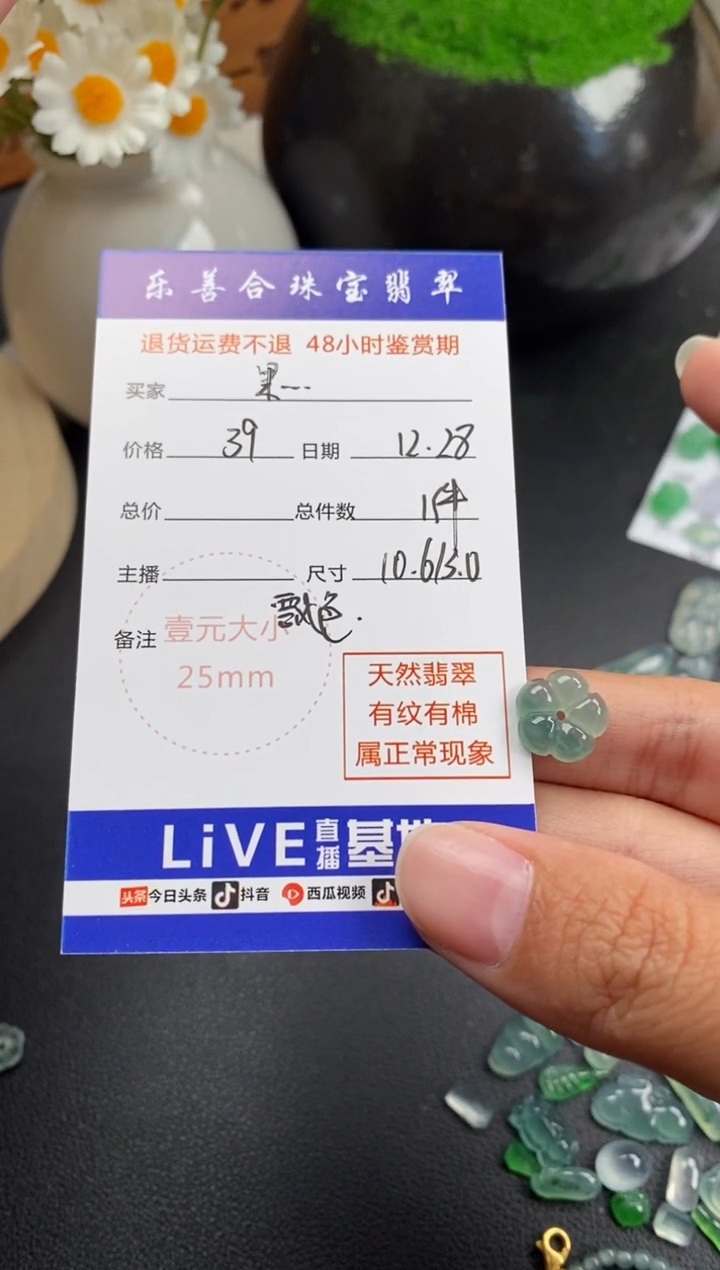 乐善合珠宝翡翠
退货运费不退 48小时鉴赏期
买家 果...
价格 39 日期 12.28
总价 总件数 1件
主播 尺寸 10.6/3.0
备注 壹元大小
25mm
天然翡翠
有纹有棉
属正常现象
LiVE 直播 基地
头条 今日头条 抖音 西瓜视频